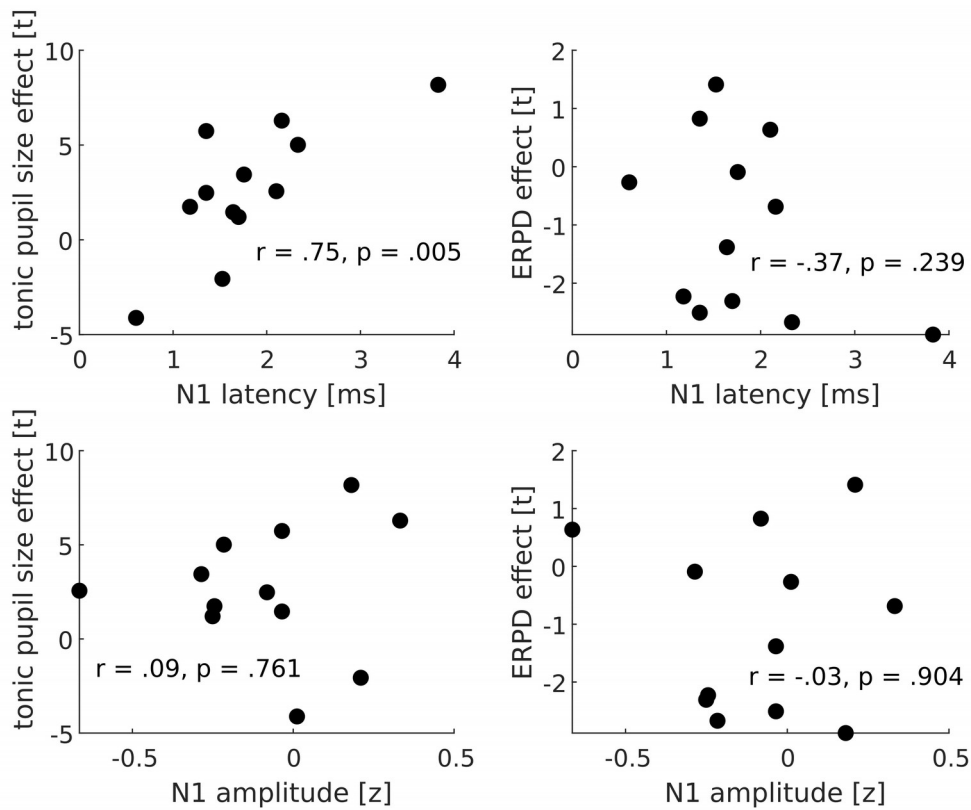 tonic pupil size effect [t]
10
5
0
-5
0
1
2
3
4
r = .75, p = .005
N1 latency [ms]
ERPD effect [t]
2
1
0
-1
-2
0
1
2
3
4
r = -.37, p = .239
N1 latency [ms]
tonic pupil size effect [t]
10
5
0
-5
-0.5
0
0.5
r = .09, p = .761
N1 amplitude [z]
ERPD effect [t]
2
1
0
-1
-2
-0.5
0
0.5
r = -.03, p = .904
N1 amplitude [z]